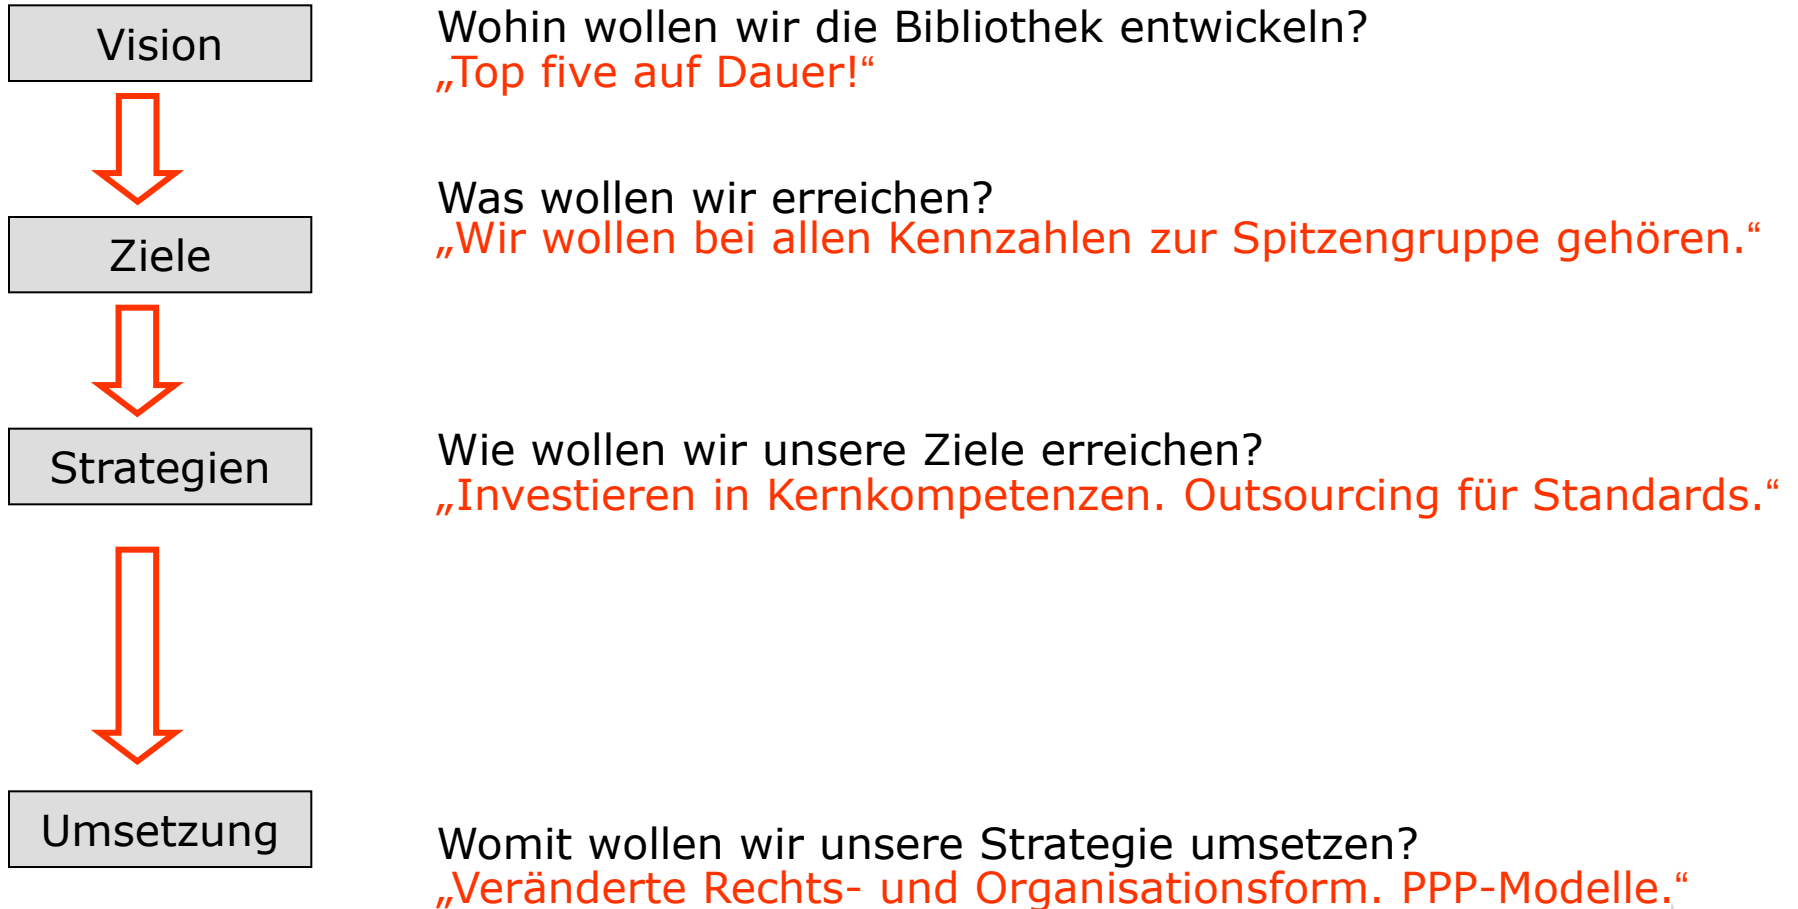 Vision
Wohin wollen wir die Bibliothek entwickeln?
„Top five auf Dauer!“
Ziele
Was wollen wir erreichen?
„Wir wollen bei allen Kennzahlen zur Spitzengruppe gehören.“
Strategien
Wie wollen wir unsere Ziele erreichen?
„Investieren in Kernkompetenzen. Outsourcing für Standards.“
Umsetzung
Womit wollen wir unsere Strategie umsetzen?
„Veränderte Rechts- und Organisationsform. PPP-Modelle.“